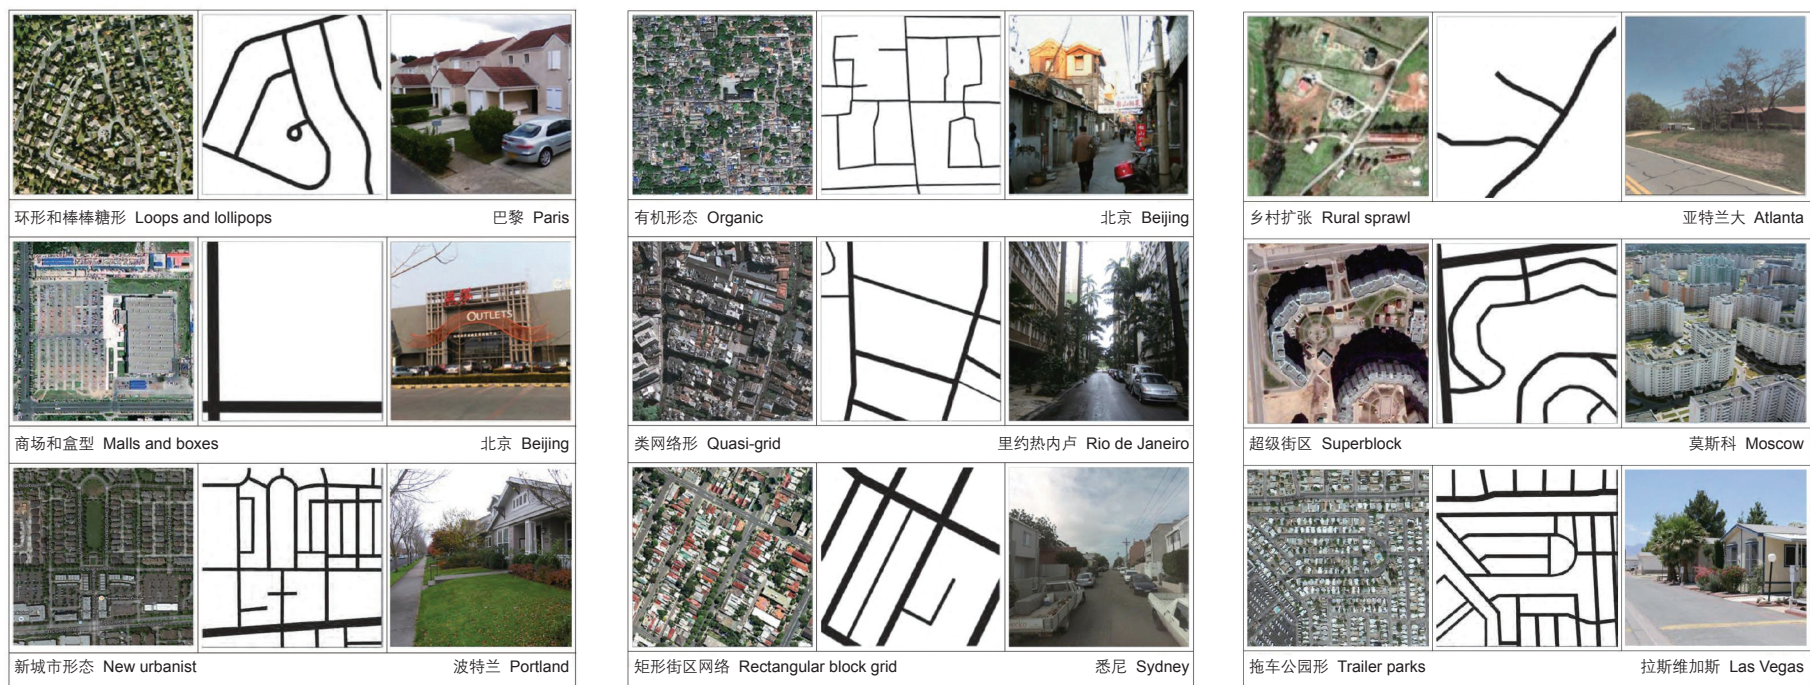 环形和棒棒糖形 Loops and lollipops 巴黎 Paris
有机形态 Organic 北京 Beijing
乡村扩张 Rural sprawl 亚特兰大 Atlanta
OUTLETS
商场和盒型 Malls and boxes 北京 Beijing
类网络形 Quasi-grid 里约热内卢 Rio de Janeiro
超级街区 Superblock 莫斯科 Moscow
新城市形态 New urbanist 波特兰 Portland
矩形街区网络 Rectangular block grid 悉尼 Sydney
拖车公园形 Trailer parks 拉斯维加斯 Las Vegas